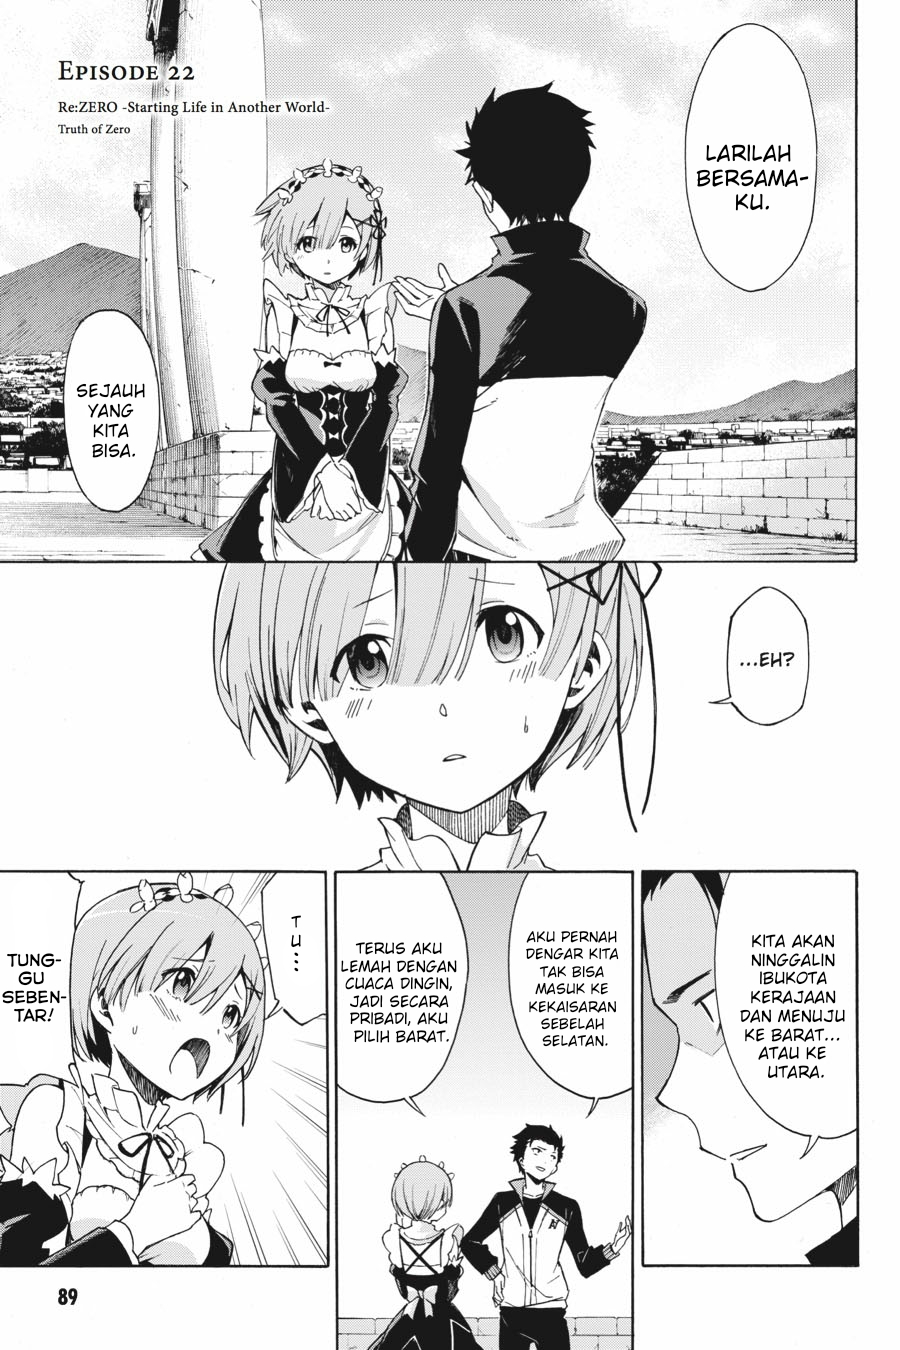 EPISODE 22
Re:ZERO -Starting Life in Another World-
Truth of Zero
LARILAH
BERSAMA-
KU.
SEJAUH
YANG
KITA
BISA.
...EH?
KITA AKAN
NINGGALIN
IBUKOTA
KERAJAAN
DAN MENUJU
KE BARAT...
ATAU KE
UTARA.
AKU PERNAH
DENGAR KITA
TAK BISA
MASUK KE
KEKAISARAN
SEBELAH
SELATAN.
TERUS AKU
LEMAH DENGAN
CUACA DINGIN,
JADI SECARA
PRIBADI, AKU
PILIH BARAT.
TU...
TUNG-
GU
SEBEN-
TAR!
89